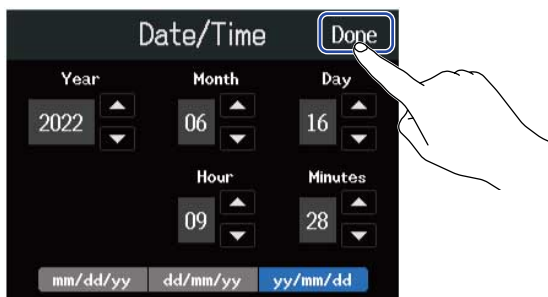 Date/Time Done
Year Month Day
2022 06 16
Hour Minutes
09 28
mm/dd/yy dd/mm/yy yy/mm/dd